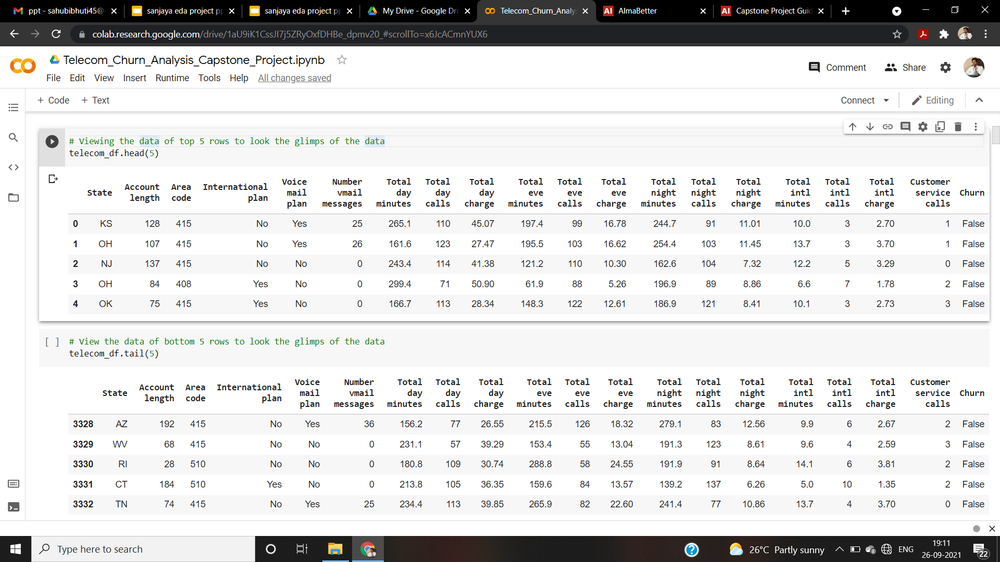 ppt - sahubibhuti45@
sanjaya eda project pp
sanjaya eda project pp
My Drive - Google Dri
Telecom_Churn_Analy
AI AlmaBetter
AI Capstone Project Guid
colab.research.google.com/drive/1aU9iK1CssJI7j5ZRyOxfDHBe_dpmv20_#scrollTo=x6JcACmnYUX6
Telecom_Churn_Analysis_Capstone_Project.ipynb
Comment Share
File Edit View Insert Runtime Tools Help All changes saved
+ Code + Text Connect Editing
# Viewing the data of top 5 rows to look the glimps of the data
telecom_df.head(5)
State Account length Area code International plan Voice mail plan Number vmail messages Total day minutes Total day calls Total day charge Total eve minutes Total eve calls Total eve charge Total night minutes Total night calls Total night charge Total intl minutes Total intl calls Total intl charge Customer service calls Churn
0 KS 128 415 No Yes 25 265.1 110 45.07 197.4 99 16.78 244.7 91 11.01 10.0 3 2.70 1 False
1 OH 107 415 No Yes 26 161.6 123 27.47 195.5 103 16.62 254.4 103 11.45 13.7 3 3.70 1 False
2 NJ 137 415 No No 0 243.4 114 41.38 121.2 110 10.30 162.6 104 7.32 12.2 5 3.29 0 False
3 OH 84 408 Yes No 0 299.4 71 50.90 61.9 88 5.26 196.9 89 8.86 6.6 7 1.78 2 False
4 OK 75 415 Yes No 0 166.7 113 28.34 148.3 122 12.61 186.9 121 8.41 10.1 3 2.73 3 False
[ ] # View the data of bottom 5 rows to look the glimps of the data
telecom_df.tail(5)
State Account length Area code International plan Voice mail plan Number vmail messages Total day minutes Total day calls Total day charge Total eve minutes Total eve calls Total eve charge Total night minutes Total night calls Total night charge Total intl minutes Total intl calls Total intl charge Customer service calls Churn
3328 AZ 192 415 No Yes 36 156.2 77 26.55 215.5 126 18.32 279.1 83 12.56 9.9 6 2.67 2 False
3329 WV 68 415 No No 0 231.1 57 39.29 153.4 55 13.04 191.3 123 8.61 9.6 4 2.59 3 False
3330 RI 28 510 No No 0 180.8 109 30.74 288.8 58 24.55 191.9 91 8.64 14.1 6 3.81 2 False
3331 CT 184 510 Yes No 0 213.8 105 36.35 159.6 84 13.57 139.2 137 6.26 5.0 10 1.35 2 False
3332 TN 74 415 No Yes 25 234.4 113 39.85 265.9 82 22.60 241.4 77 10.86 13.7 4 3.70 0 False
Type here to search
26°C Partly sunny
ENG
19:11
26-09-2021
22